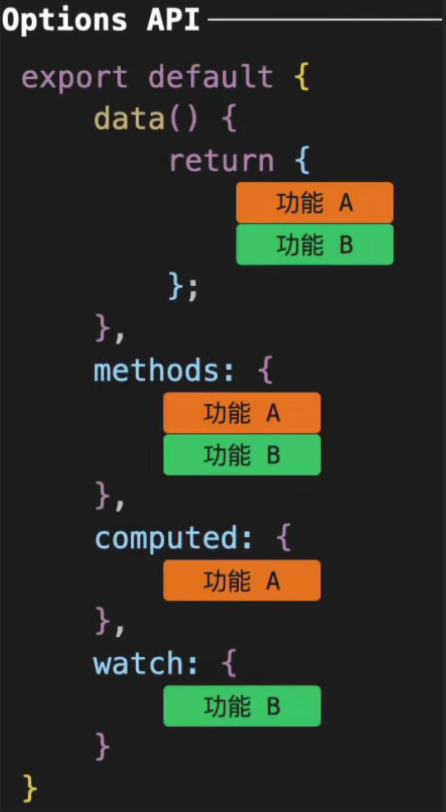 Options API
export default {
data() {
return {
功能 A
功能 B
};
},
methods: {
功能 A
功能 B
},
computed: {
功能 A
},
watch: {
功能 B
}
}